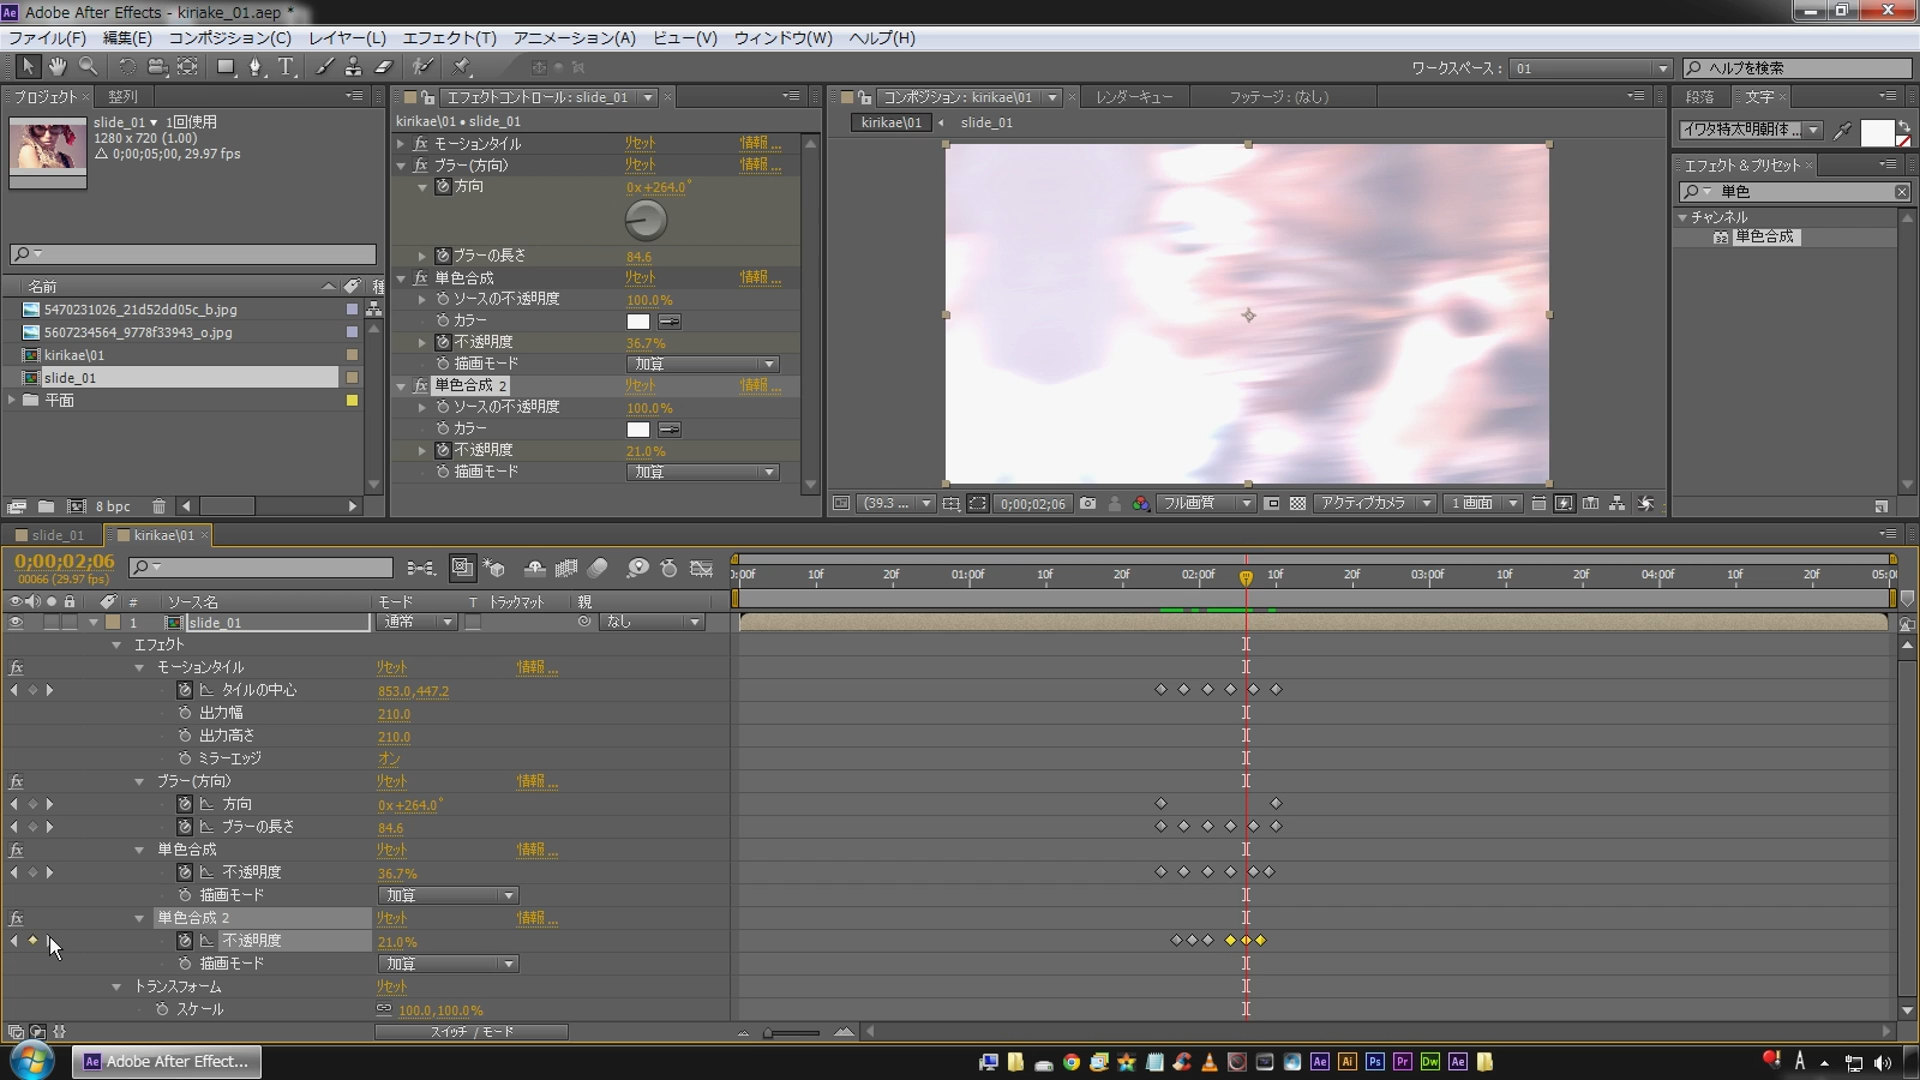 Adobe After Effects - kiriake_01.aep *
ファイル(F) 編集(E) コンポジション(C) レイヤー(L) エフェクト(T) アニメーション(A) ビュー(V) ウィンドウ(W) ヘルプ(H)
ワークスペース： 01 ヘルプを検索
プロジェクト 整列
slide_01 1回使用
1280 x 720 (1.00)
△ 0;00;05;00, 29.97 fps
名前
5470231026_21d52dd05c_b.jpg
5607234564_9778f33943_o.jpg
kirikae\01
slide_01
平面
8 bpc
エフェクトコントロール: slide_01
kirikae\01 • slide_01
fx モーションタイル リセット 情報...
fx ブラー(方向) リセット 情報...
方向 0x+264.0°
ブラーの長さ 84.6
fx 単色合成 リセット 情報...
ソースの不透明度 100.0%
カラー
不透明度 36.7%
描画モード 加算
fx 単色合成 2 リセット 情報...
ソースの不透明度 100.0%
カラー
不透明度 21.0%
描画モード 加算
コンポジション: kirikae\01 レンダーキュー フッテージ：(なし)
kirikae\01 slide_01
(39.3 ... 0;00;02;06 フル画質 アクティブカメラ 1 画面
段落 文字
イワタ特太明朝体...
エフェクト＆プリセット
単色
チャンネル
単色合成
slide_01 kirikae\01
0;00;02;06
00066 (29.97 fps)
:00f 10f 20f 01:00f 10f 20f 02:00f 10f 20f 03:00f 10f 20f 04:00f 10f 20f 05:0
# ソース名 モード T トラックマット 親
1 slide_01 通常 なし
エフェクト
fx モーションタイル リセット 情報...
タイルの中心 853.0,447.2
出力幅 210.0
出力高さ 210.0
ミラーエッジ オン
fx ブラー(方向) リセット 情報...
方向 0x+264.0°
ブラーの長さ 84.6
fx 単色合成 リセット 情報...
不透明度 36.7%
描画モード 加算
fx 単色合成 2 リセット 情報...
不透明度 21.0%
描画モード 加算
トランスフォーム リセット
スケール 100.0,100.0%
スイッチ / モード
Ae Adobe After Effect...
Ae Ai Ps Pr Dw Ae
A